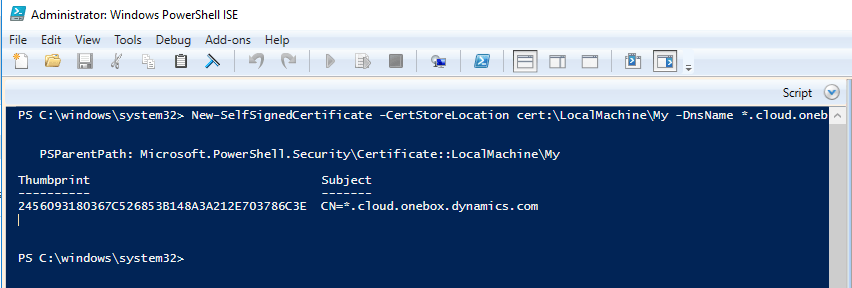 Administrator: Windows PowerShell ISE
File Edit View Tools Debug Add-ons Help
Script
PS C:\windows\system32> New-SelfSignedCertificate -CertStoreLocation cert:\LocalMachine\My -DnsName *.cloud.oneb
PSParentPath: Microsoft.PowerShell.Security\Certificate::LocalMachine\My
Thumbprint Subject
---------- -------
2456093180367C526853B148A3A212E703786C3E CN=*.cloud.onebox.dynamics.com
PS C:\windows\system32>